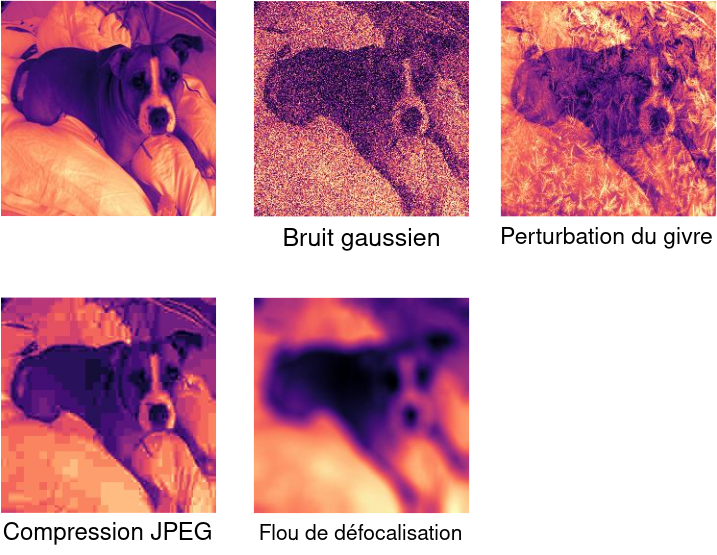 Bruit gaussien
Perturbation du givre
Compression JPEG
Flou de défocalisation